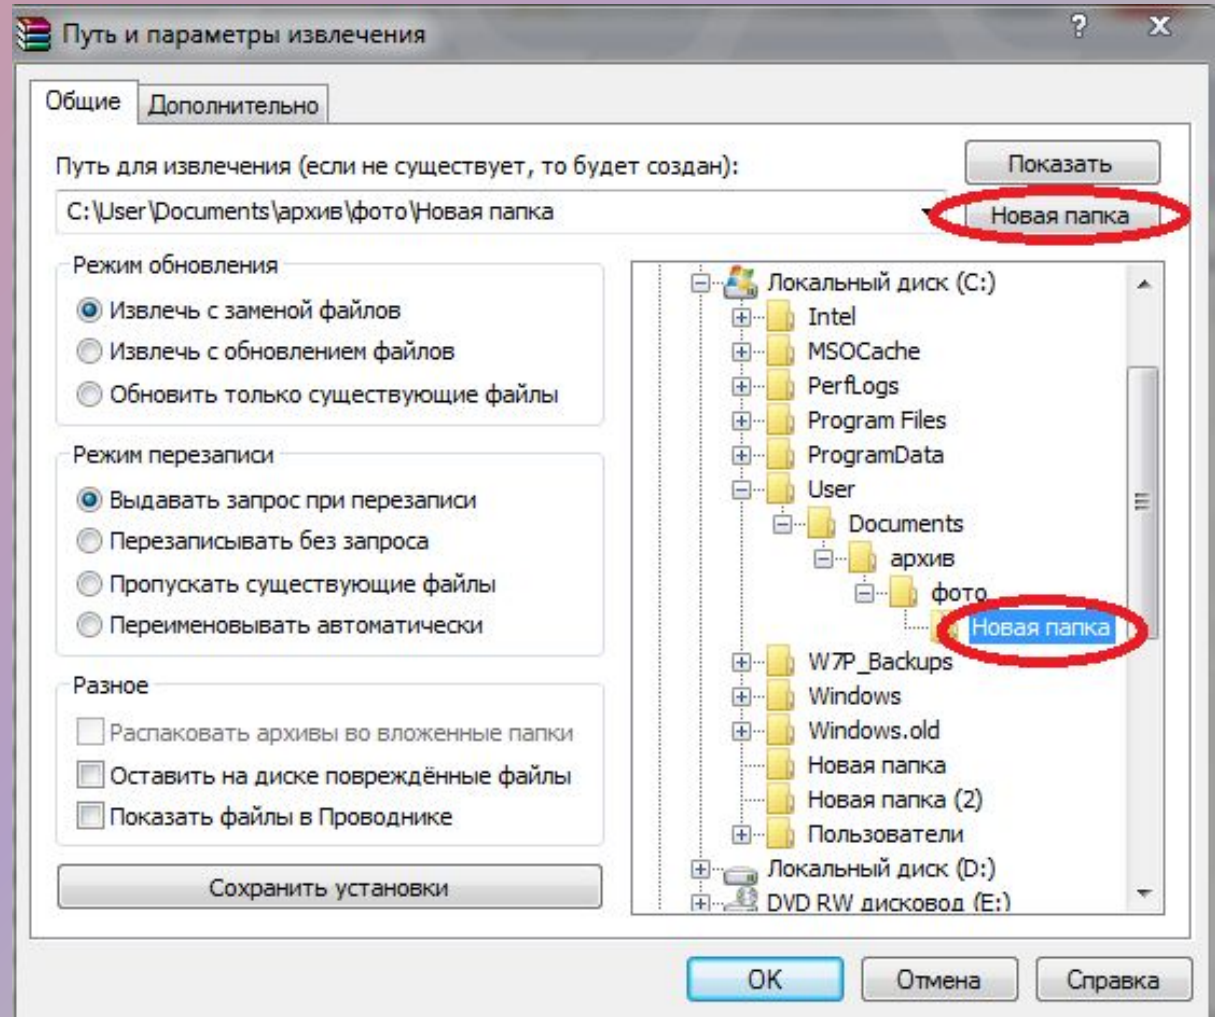 Путь и параметры извлечения
Общие
Дополнительно
Путь для извлечения (если не существует, то будет создан):
Показать
C:\User\Documents\архив\фото\Новая папка
Новая папка
Режим обновления
Извлечь с заменой файлов
Извлечь с обновлением файлов
Обновить только существующие файлы
Режим перезаписи
Выдавать запрос при перезаписи
Перезаписывать без запроса
Пропускать существующие файлы
Переименовывать автоматически
Разное
Распаковать архивы во вложенные папки
Оставить на диске повреждённые файлы
Показать файлы в Проводнике
Сохранить установки
Локальный диск (C:)
Intel
MSOCache
PerfLogs
Program Files
ProgramData
User
Documents
архив
фото
Новая папка
W7P_Backups
Windows
Windows.old
Новая папка
Новая папка (2)
Пользователи
Локальный диск (D:)
DVD RW дисковод (E:)
OK
Отмена
Справка